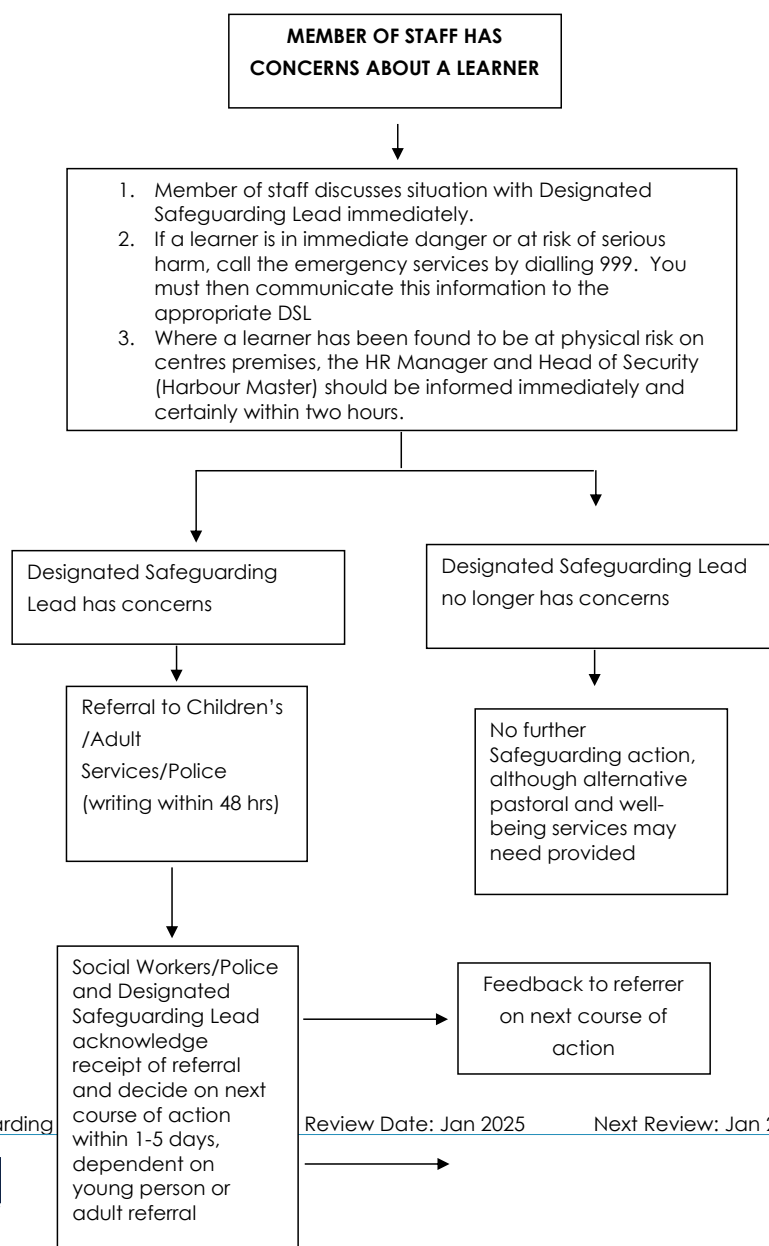 MEMBER OF STAFF HAS
CONCERNS ABOUT A LEARNER
1. Member of staff discusses situation with Designated
Safeguarding Lead immediately.
2. If a learner is in immediate danger or at risk of serious
harm, call the emergency services by dialling 999. You
must then communicate this information to the
appropriate DSL
3. Where a learner has been found to be at physical risk on
centres premises, the HR Manager and Head of Security
(Harbour Master) should be informed immediately and
certainly within two hours.
Designated Safeguarding
Lead has concerns
Designated Safeguarding Lead
no longer has concerns
Referral to Children’s
/Adult
Services/Police
(writing within 48 hrs)
No further
Safeguarding action,
although alternative
pastoral and well-
being services may
need provided
Social Workers/Police
and Designated
Safeguarding Lead
acknowledge
receipt of referral
and decide on next
course of action
within 1-5 days,
dependent on
young person or
adult referral
Feedback to referrer
on next course of
action
Review Date: Jan 2025 Next Review: Jan